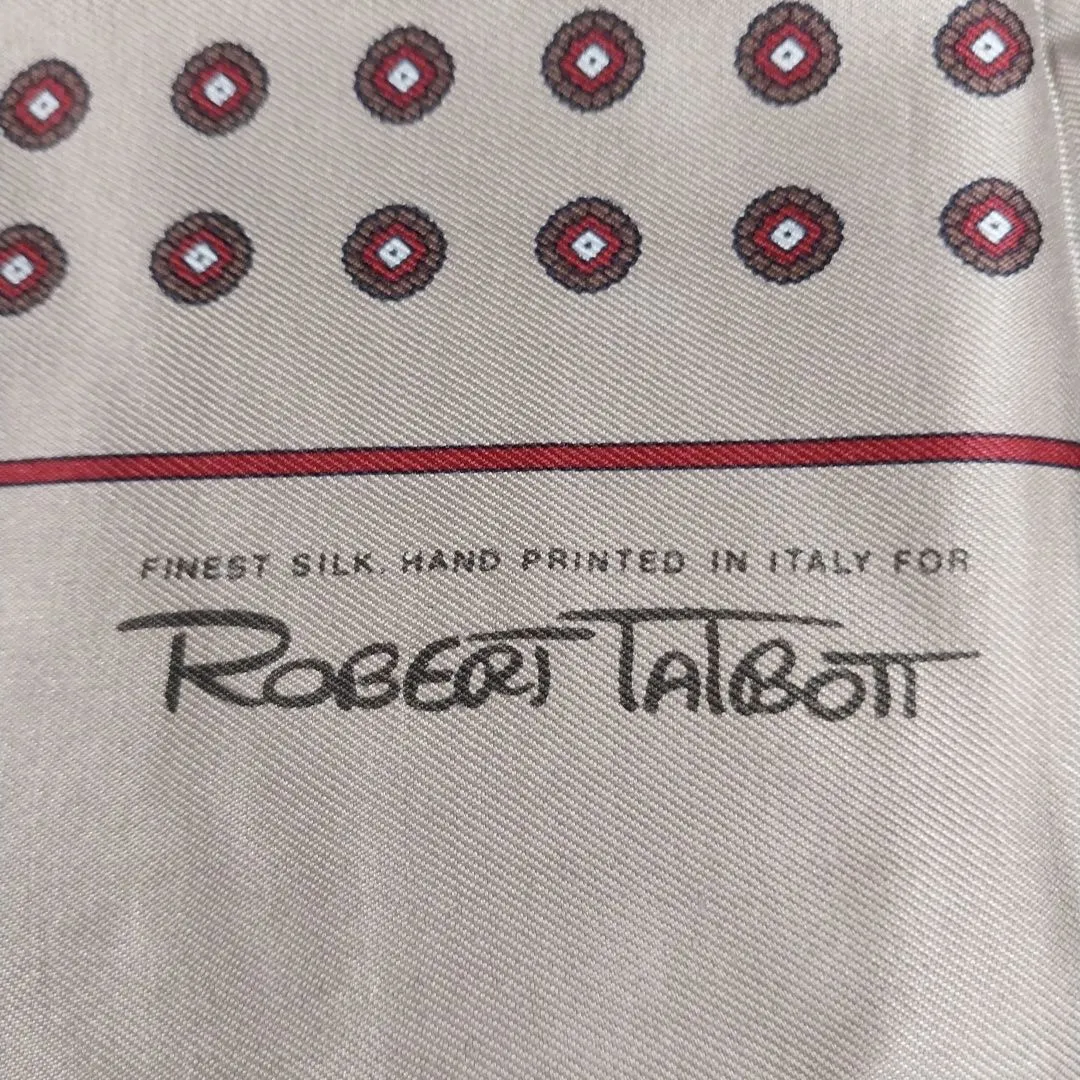 FINEST SILK. HAND PRINTED IN ITALY FOR
ROBERT TALBOTT